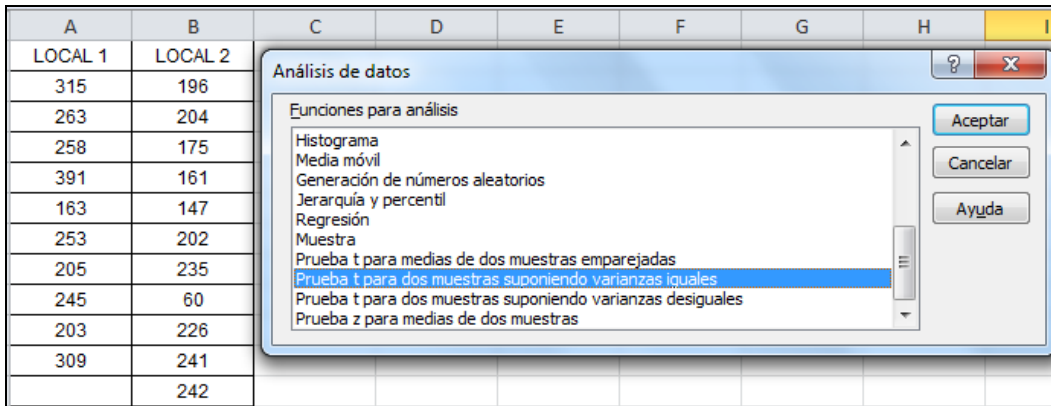 A B C D E F G H I
LOCAL 1 LOCAL 2
315 196
263 204
258 175
391 161
163 147
253 202
205 235
245 60
203 226
309 241
242
Análisis de datos
Funciones para análisis
Histograma
Media móvil
Generación de números aleatorios
Jerarquía y percentil
Regresión
Muestra
Prueba t para medias de dos muestras emparejadas
Prueba t para dos muestras suponiendo varianzas iguales
Prueba t para dos muestras suponiendo varianzas desiguales
Prueba z para medias de dos muestras
Aceptar
Cancelar
Ayuda